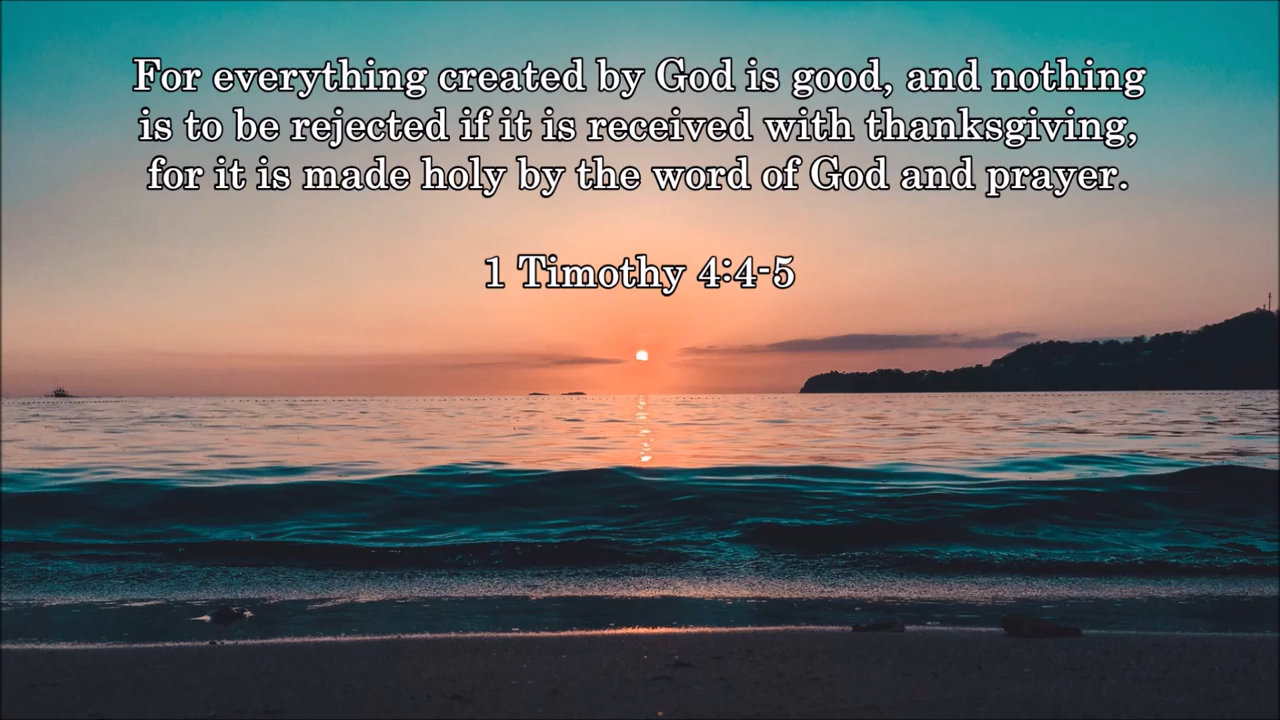 For everything created by God is good, and nothing
is to be rejected if it is received with thanksgiving,
for it is made holy by the word of God and prayer.
1 Timothy 4:4-5